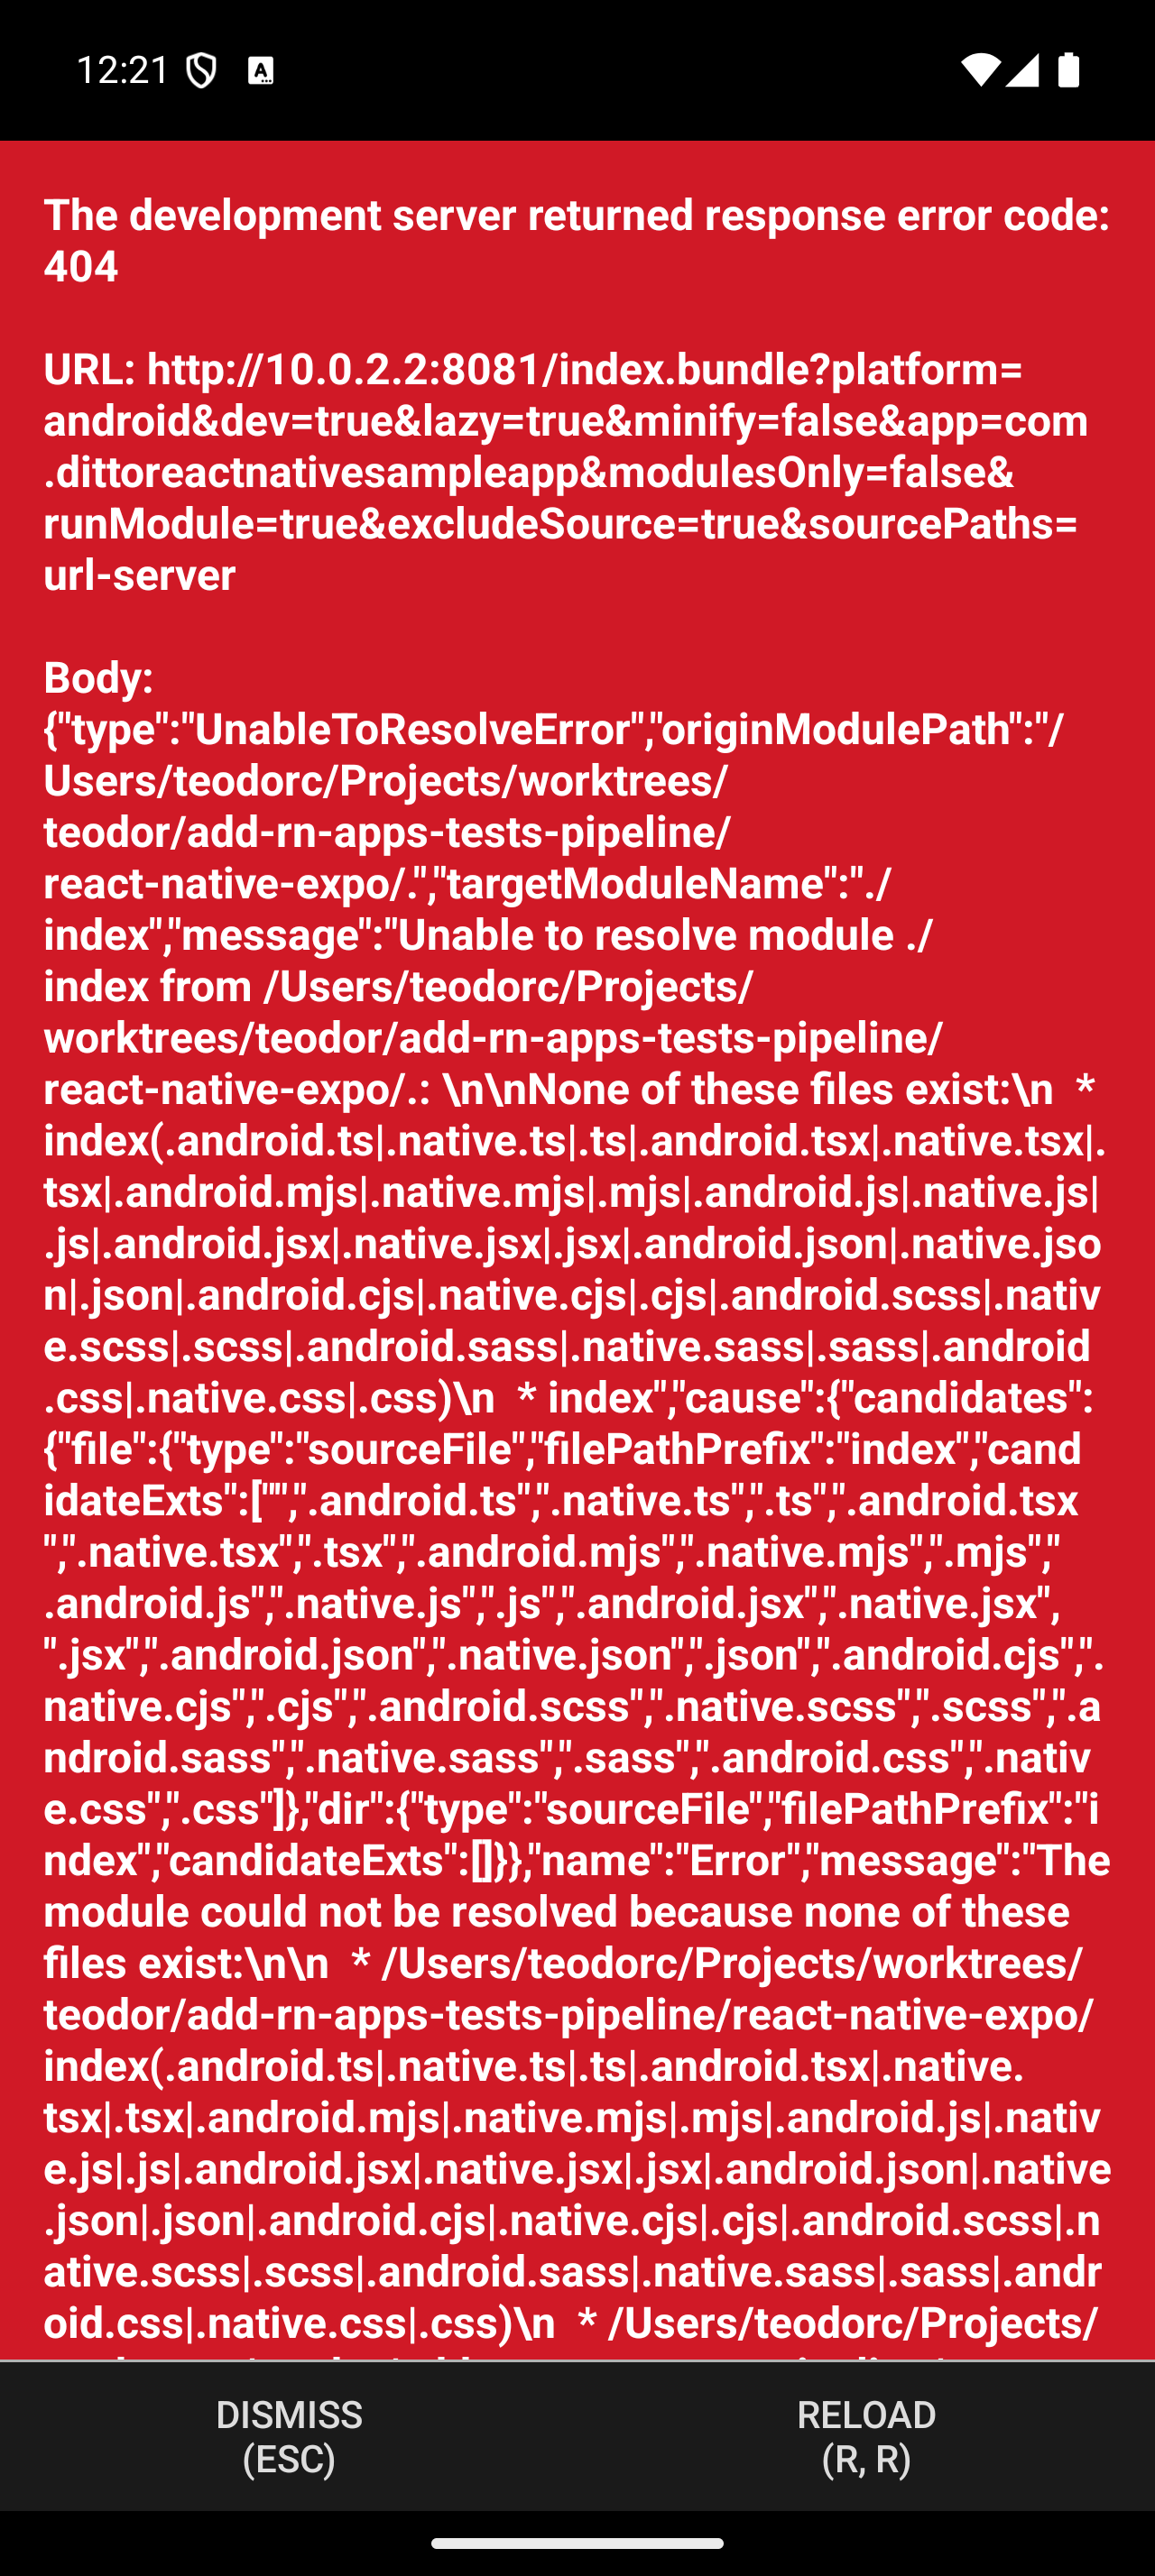 12:21
The development server returned response error code:
404
URL: http://10.0.2.2:8081/index.bundle?platform=
android&dev=true&lazy=true&minify=false&app=com
.dittoreactnativesampleapp&modulesOnly=false&
runModule=true&excludeSource=true&sourcePaths=
url-server
Body:
{"type":"UnableToResolveError","originModulePath":"/
Users/teodorc/Projects/worktrees/
teodor/add-rn-apps-tests-pipeline/
react-native-expo/.","targetModuleName":"./
index","message":"Unable to resolve module ./
index from /Users/teodorc/Projects/
worktrees/teodor/add-rn-apps-tests-pipeline/
react-native-expo/.: \n\nNone of these files exist:\n  *
index(.android.ts|.native.ts|.ts|.android.tsx|.native.tsx|.
tsx|.android.mjs|.native.mjs|.mjs|.android.js|.native.js|
.js|.android.jsx|.native.jsx|.jsx|.android.json|.native.jso
n|.json|.android.cjs|.native.cjs|.cjs|.android.scss|.nativ
e.scss|.scss|.android.sass|.native.sass|.sass|.android
.css|.native.css|.css)\n  * index","cause":{"candidates":
{"file":{"type":"sourceFile","filePathPrefix":"index","cand
idateExts":["",".android.ts",".native.ts",".ts",".android.tsx
",".native.tsx",".tsx",".android.mjs",".native.mjs",".mjs","
.android.js",".native.js",".js",".android.jsx",".native.jsx",
".jsx",".android.json",".native.json",".json",".android.cjs",".
native.cjs",".cjs",".android.scss",".native.scss",".scss",".a
ndroid.sass",".native.sass",".sass",".android.css",".nativ
e.css",".css"]},"dir":{"type":"sourceFile","filePathPrefix":"i
ndex","candidateExts":[]}},"name":"Error","message":"The
module could not be resolved because none of these
files exist:\n\n  * /Users/teodorc/Projects/worktrees/
teodor/add-rn-apps-tests-pipeline/react-native-expo/
index(.android.ts|.native.ts|.ts|.android.tsx|.native.
tsx|.tsx|.android.mjs|.native.mjs|.mjs|.android.js|.nativ
e.js|.js|.android.jsx|.native.jsx|.jsx|.android.json|.native
.json|.json|.android.cjs|.native.cjs|.cjs|.android.scss|.n
ative.scss|.scss|.android.sass|.native.sass|.sass|.andr
oid.css|.native.css|.css)\n  * /Users/teodorc/Projects/
DISMISS
(ESC)
RELOAD
(R, R)